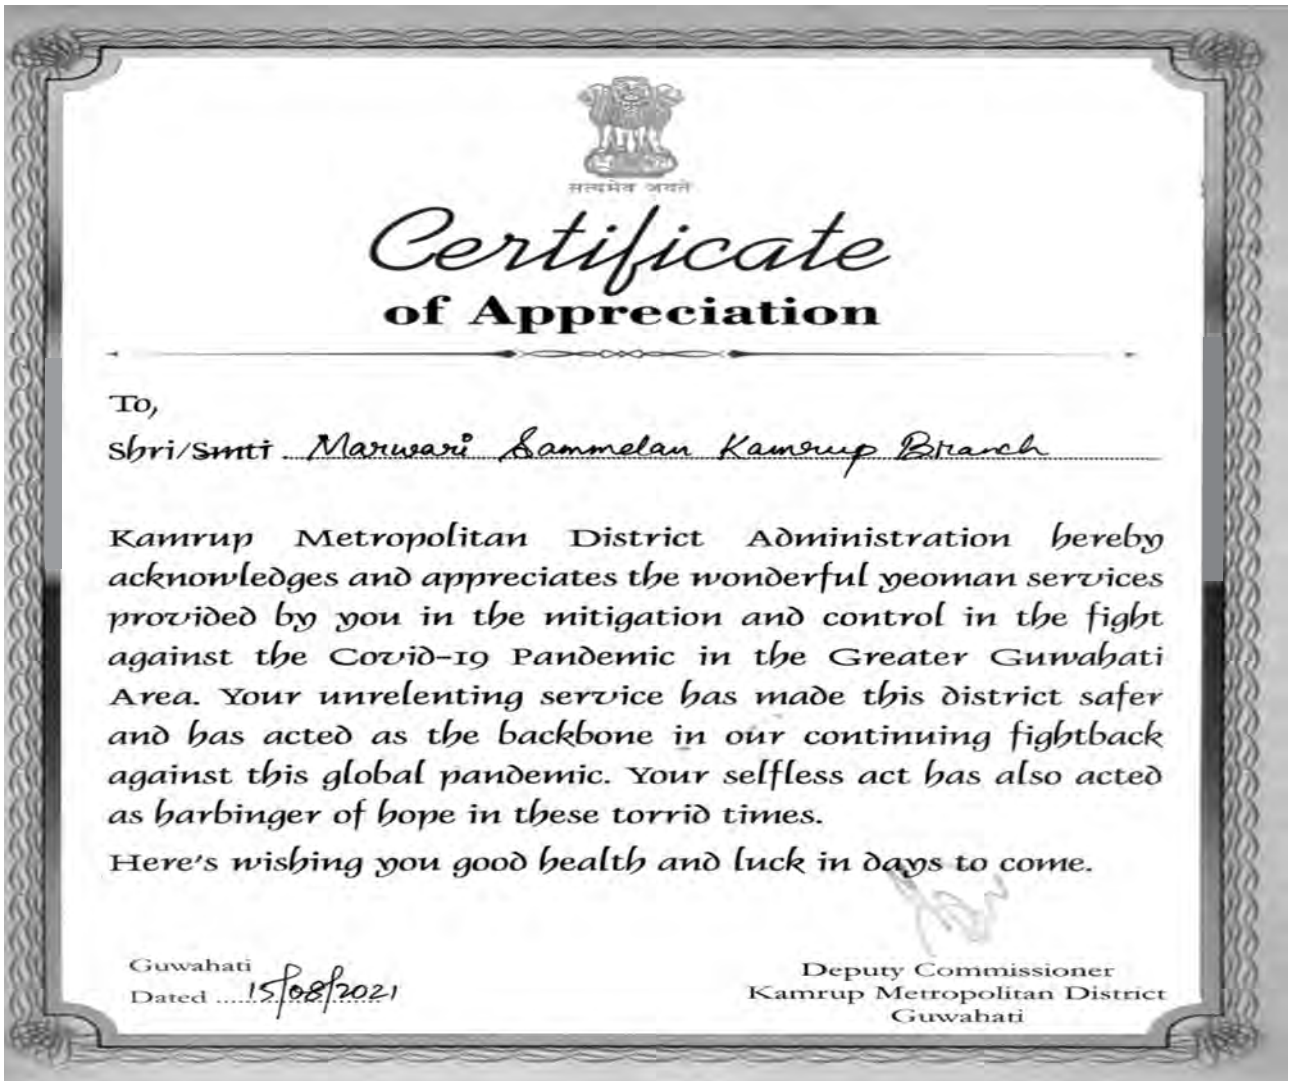 सत्यमेव जयते
Certificate
of Appreciation
To,
Shri/Smti Marwari Sammelan Kamrup Branch
Kamrup Metropolitan District Administration hereby
acknowledges and appreciates the wonderful yeoman services
provided by you in the mitigation and control in the fight
against the Covid-19 Pandemic in the Greater Guwahati
Area. Your unrelenting service has made this district safer
and has acted as the backbone in our continuing fightback
against this global pandemic. Your selfless act has also acted
as harbinger of hope in these torrid times.
Here's wishing you good health and luck in days to come.
Guwahati
Dated ....15/08/2021
Deputy Commissioner
Kamrup Metropolitan District
Guwahati